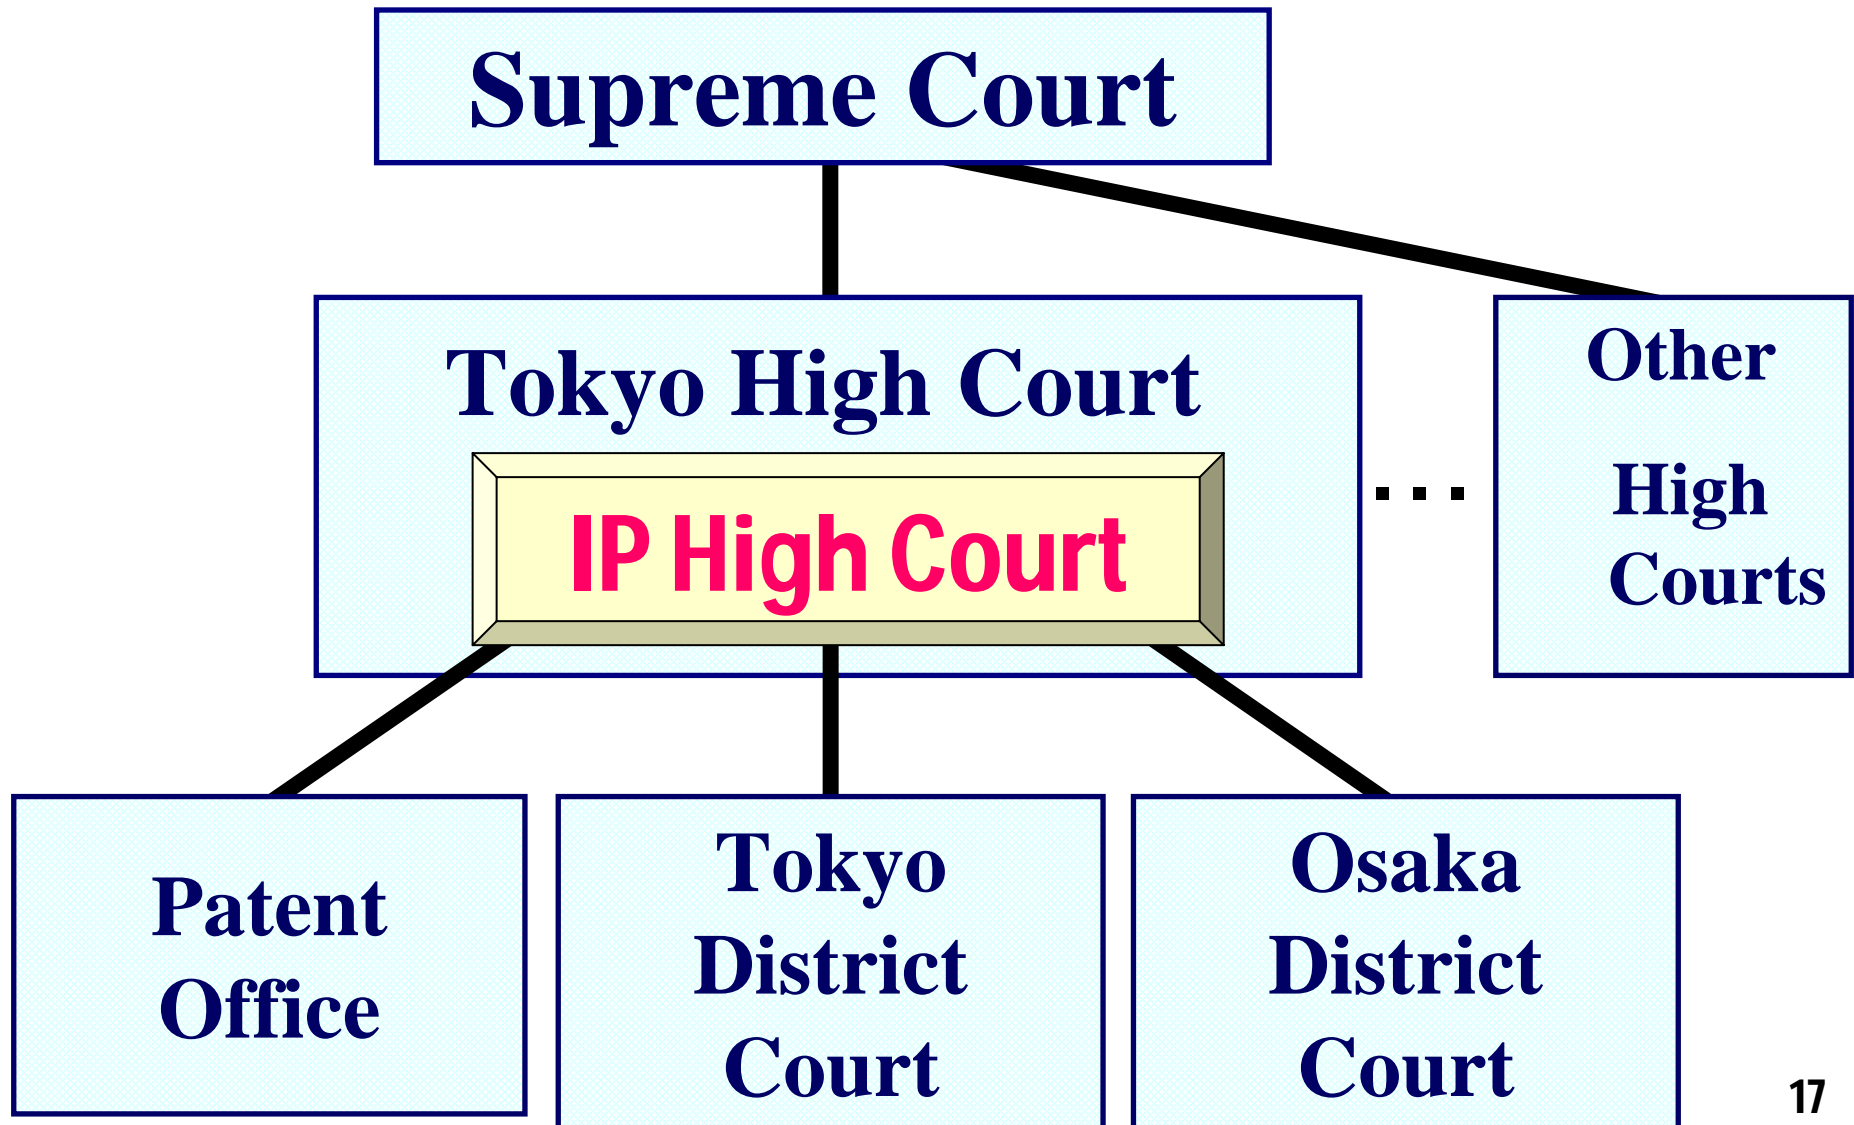 Supreme Court
Tokyo High Court
IP High Court
...
Other
High
Courts
Patent
Office
Tokyo
District
Court
Osaka
District
Court
17